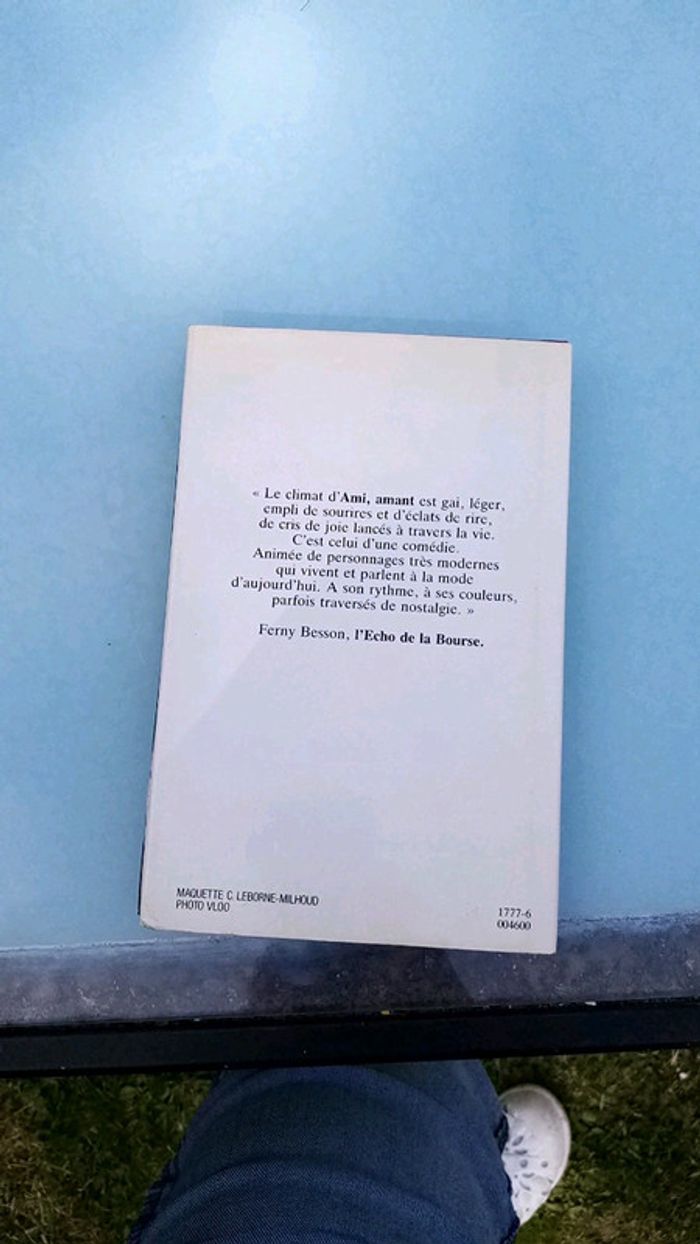 « Le climat d'Ami, amant est gai, léger,
empli de sourires et d'éclats de rire,
de cris de joie lancés à travers la vie.
C'est celui d'une comédie.
Animée de personnages très modernes
qui vivent et parlent à la mode
d'aujourd'hui. A son rythme, à ses couleurs,
parfois traversés de nostalgie. »
Ferny Besson, l'Echo de la Bourse.
MAQUETTE C. LEBORNE-MILHOUD
PHOTO VLOO
1777-6
004600